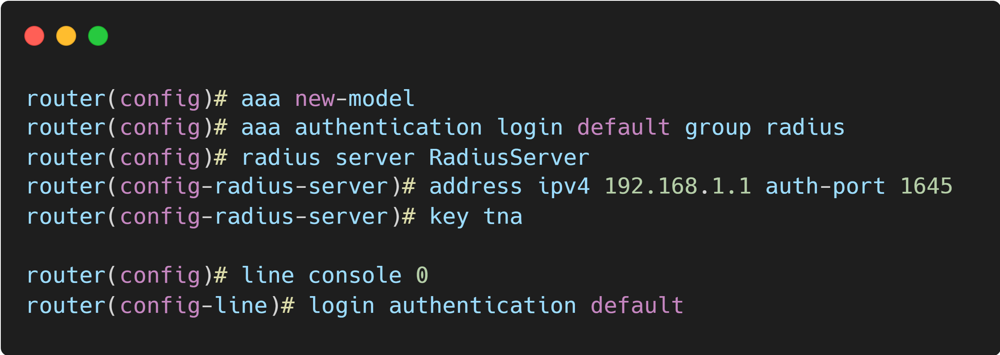 router(config)# aaa new-model
router(config)# aaa authentication login default group radius
router(config)# radius server RadiusServer
router(config-radius-server)# address ipv4 192.168.1.1 auth-port 1645
router(config-radius-server)# key tna
router(config)# line console 0
router(config-line)# login authentication default